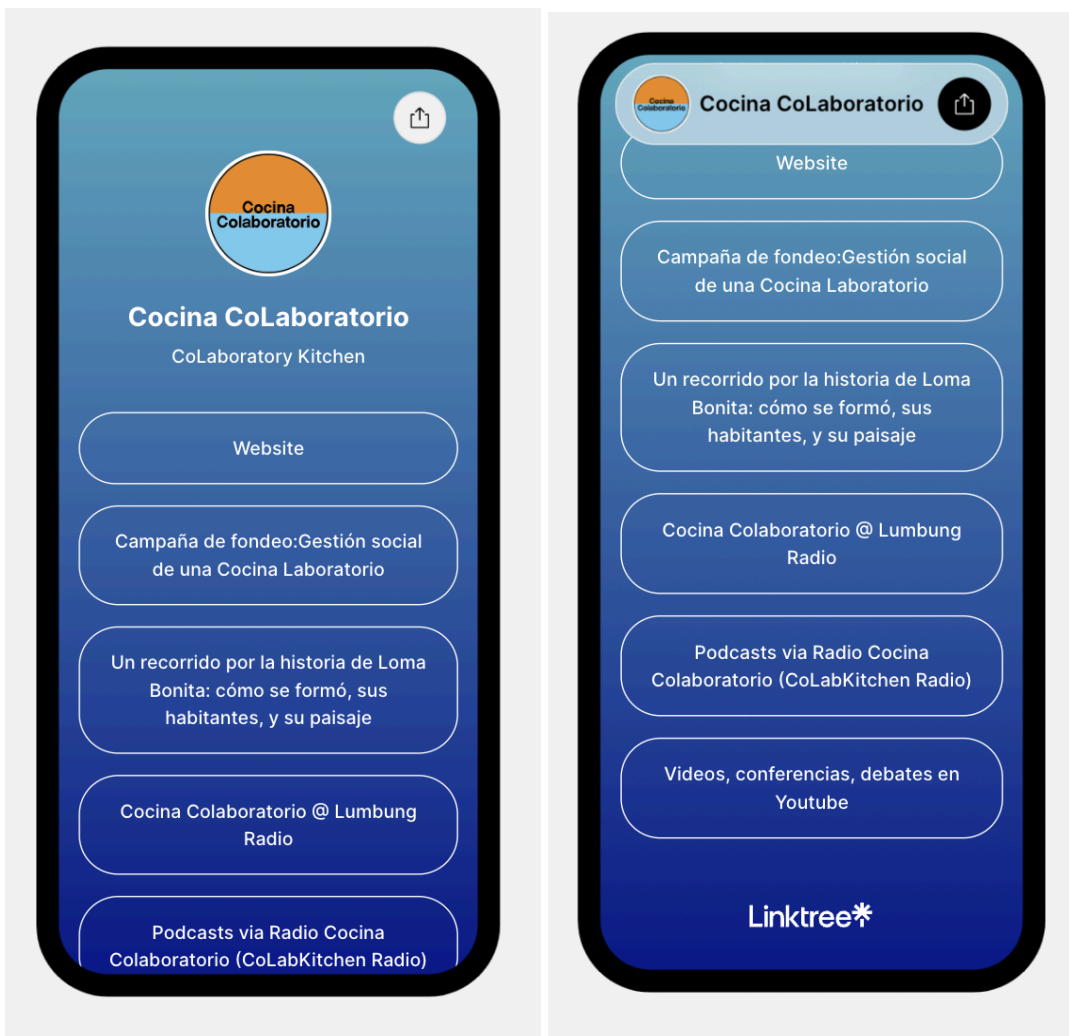 Cocina
Colaboratorio
Cocina CoLaboratorio
CoLaboratory Kitchen
Website
Campaña de fondeo:Gestión social
de una Cocina Laboratorio
Un recorrido por la historia de Loma
Bonita: cómo se formó, sus
habitantes, y su paisaje
Cocina Colaboratorio @ Lumbung
Radio
Podcasts via Radio Cocina
Colaboratorio (CoLabKitchen Radio)
Cocina
Colaboratorio
Cocina CoLaboratorio
Website
Campaña de fondeo:Gestión social
de una Cocina Laboratorio
Un recorrido por la historia de Loma
Bonita: cómo se formó, sus
habitantes, y su paisaje
Cocina Colaboratorio @ Lumbung
Radio
Podcasts via Radio Cocina
Colaboratorio (CoLabKitchen Radio)
Videos, conferencias, debates en
Youtube
Linktree